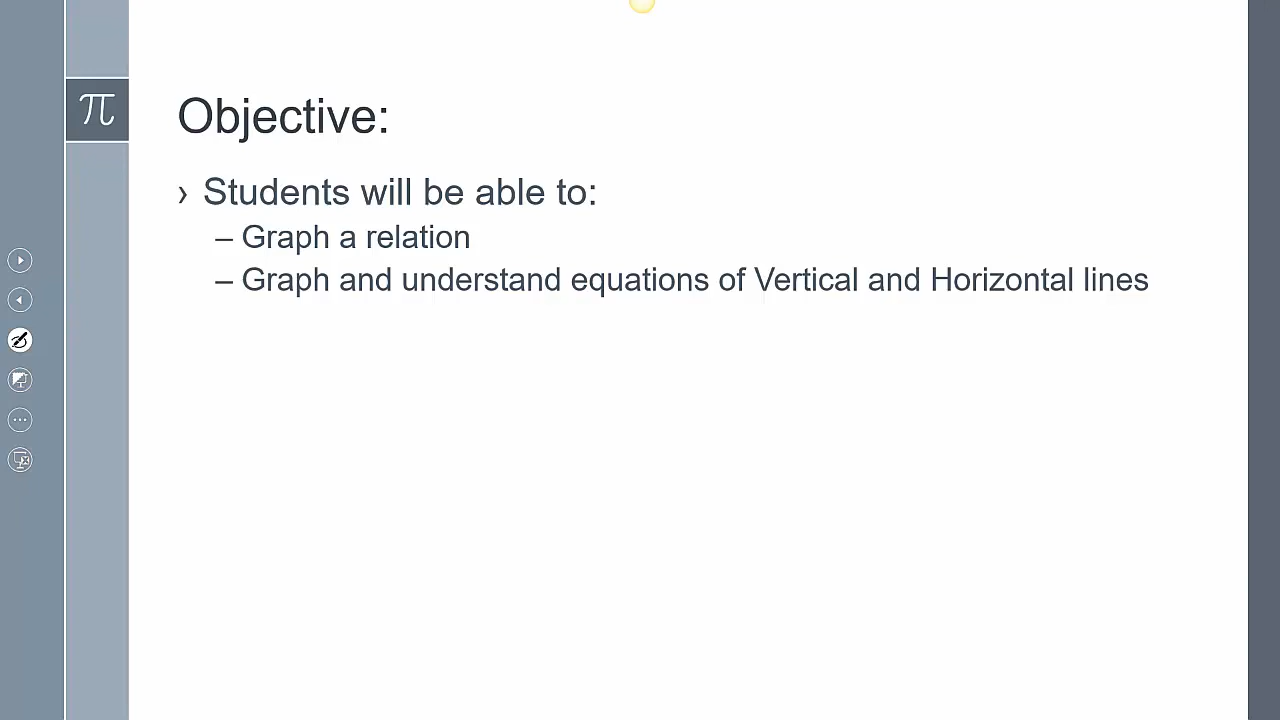 π
Objective:
› Students will be able to:
– Graph a relation
– Graph and understand equations of Vertical and Horizontal lines